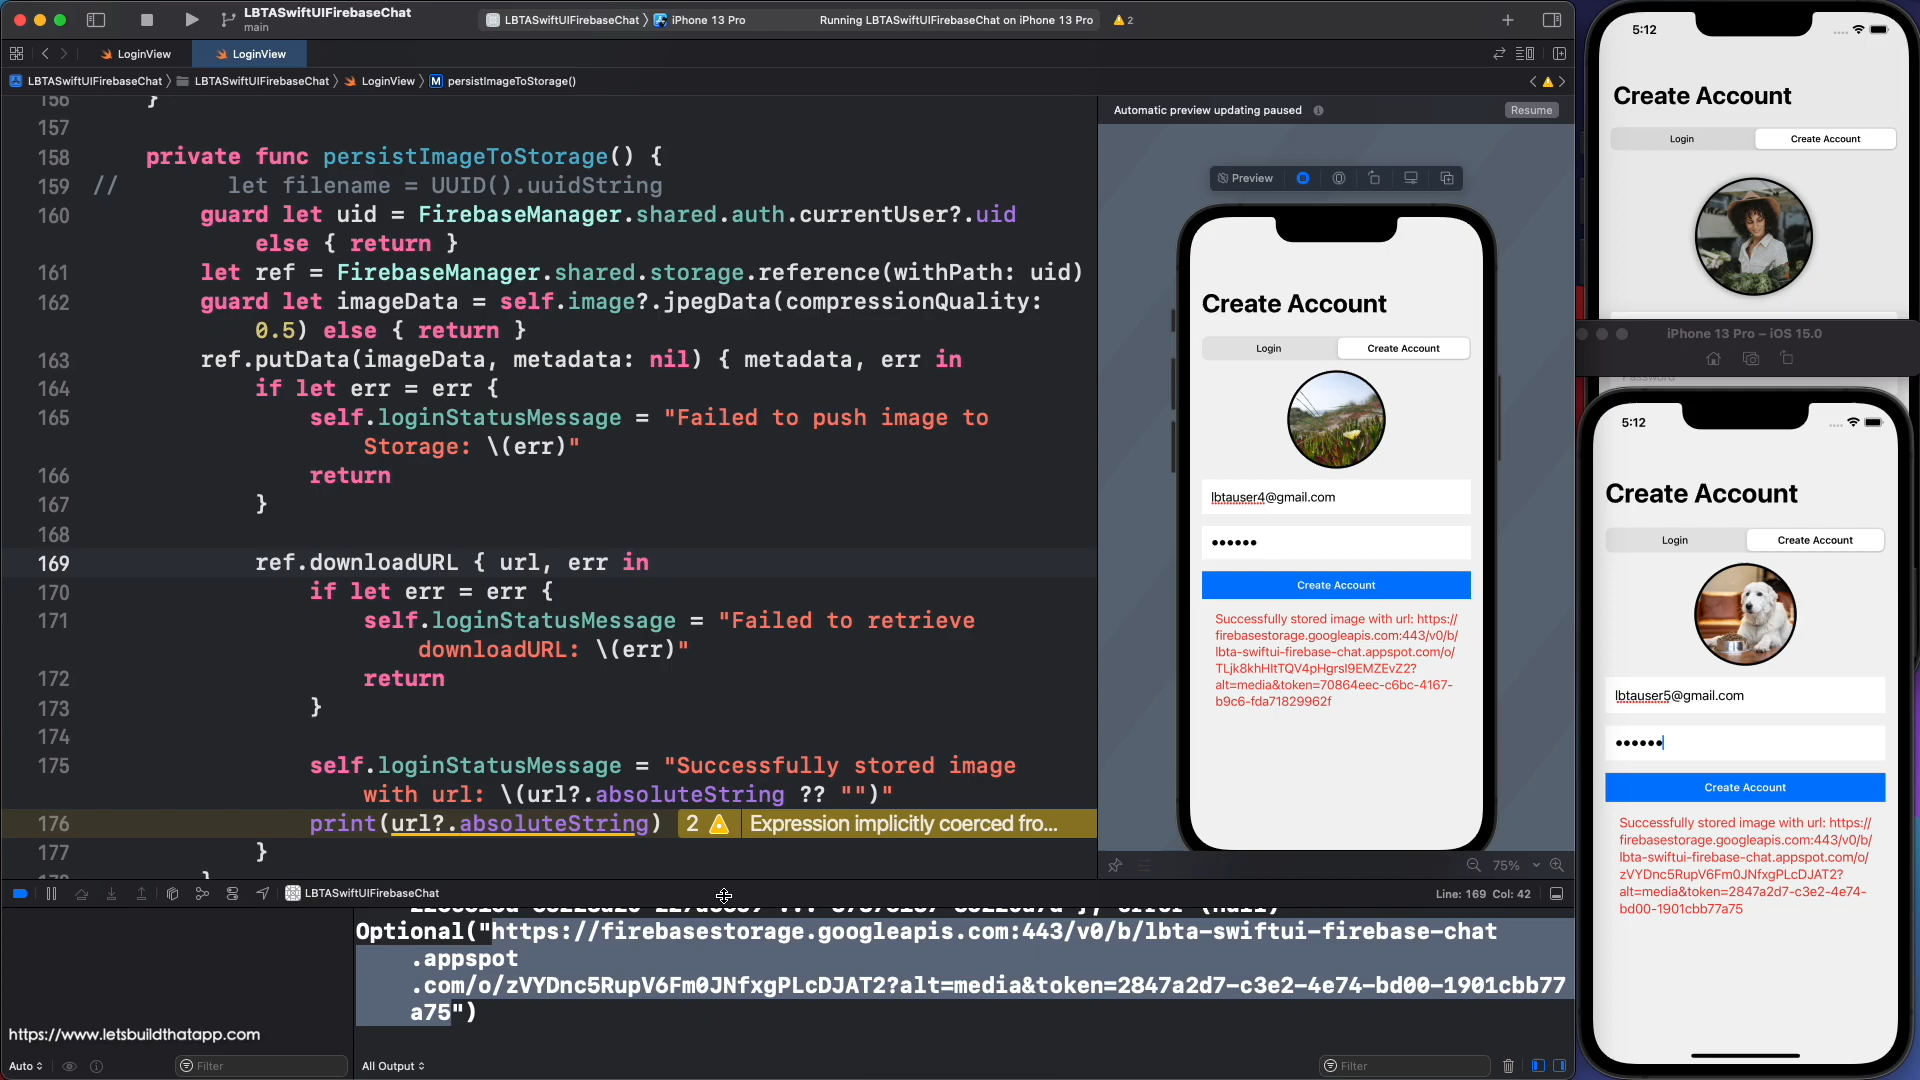 LBTASwiftUIFirebaseChat
main
LBTASwiftUIFirebaseChat 〉 iPhone 13 Pro
Running LBTASwiftUIFirebaseChat on iPhone 13 Pro
2
LoginView
LoginView
LBTASwiftUIFirebaseChat 〉 LBTASwiftUIFirebaseChat 〉 LoginView 〉 M persistImageToStorage()
156 }
157
158 private func persistImageToStorage() {
159 // let filename = UUID().uuidString
160 guard let uid = FirebaseManager.shared.auth.currentUser?.uid
else { return }
161 let ref = FirebaseManager.shared.storage.reference(withPath: uid)
162 guard let imageData = self.image?.jpegData(compressionQuality:
0.5) else { return }
163 ref.putData(imageData, metadata: nil) { metadata, err in
164 if let err = err {
165 self.loginStatusMessage = "Failed to push image to
Storage: \(err)"
166 return
167 }
168
169 ref.downloadURL { url, err in
170 if let err = err {
171 self.loginStatusMessage = "Failed to retrieve
downloadURL: \(err)"
172 return
173 }
174
175 self.loginStatusMessage = "Successfully stored image
with url: \(url?.absoluteString ?? "")"
176 print(url?.absoluteString) 2 Expression implicitly coerced fro...
177 }
LBTASwiftUIFirebaseChat
Line: 169 Col: 42
Optional("https://firebasestorage.googleapis.com:443/v0/b/lbta-swiftui-firebase-chat
.appspot
.com/o/zVYDnc5RupV6Fm0JNfxgPLcDJAT2?alt=media&token=2847a2d7-c3e2-4e74-bd00-1901cbb77
a75")
https://www.letsbuildthatapp.com
Auto
Filter
All Output
Filter
Automatic preview updating paused
Resume
Preview
Create Account
Login
Create Account
lbtauser4@gmail.com
Create Account
Successfully stored image with url: https://
firebasestorage.googleapis.com:443/v0/b/
lbta-swiftui-firebase-chat.appspot.com/o/
TLjk8khHItTQV4pHgrsI9EMZEvZ2?
alt=media&token=70864eec-c6bc-4167-
b9c6-fda71829962f
75%
5:12
Create Account
Login
Create Account
iPhone 13 Pro – iOS 15.0
Password
5:12
Create Account
Login
Create Account
lbtauser5@gmail.com
Create Account
Successfully stored image with url: https://
firebasestorage.googleapis.com:443/v0/b/
lbta-swiftui-firebase-chat.appspot.com/o/
zVYDnc5RupV6Fm0JNfxgPLcDJAT2?
alt=media&token=2847a2d7-c3e2-4e74-
bd00-1901cbb77a75